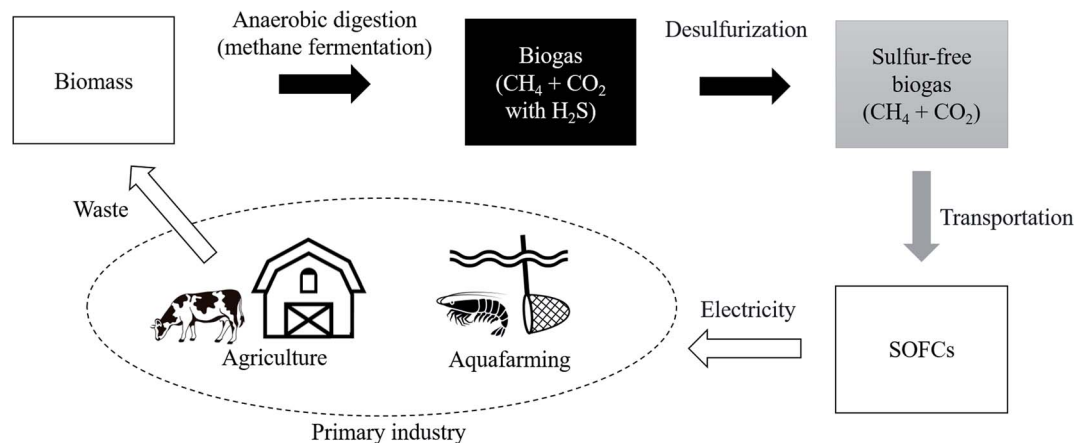 Anaerobic digestion
(methane fermentation)
Desulfurization
Biomass
Biogas
(CH₄ + CO₂
with H₂S)
Sulfur-free
biogas
(CH₄ + CO₂)
Waste
Transportation
Electricity
SOFCs
Agriculture
Aquafarming
Primary industry